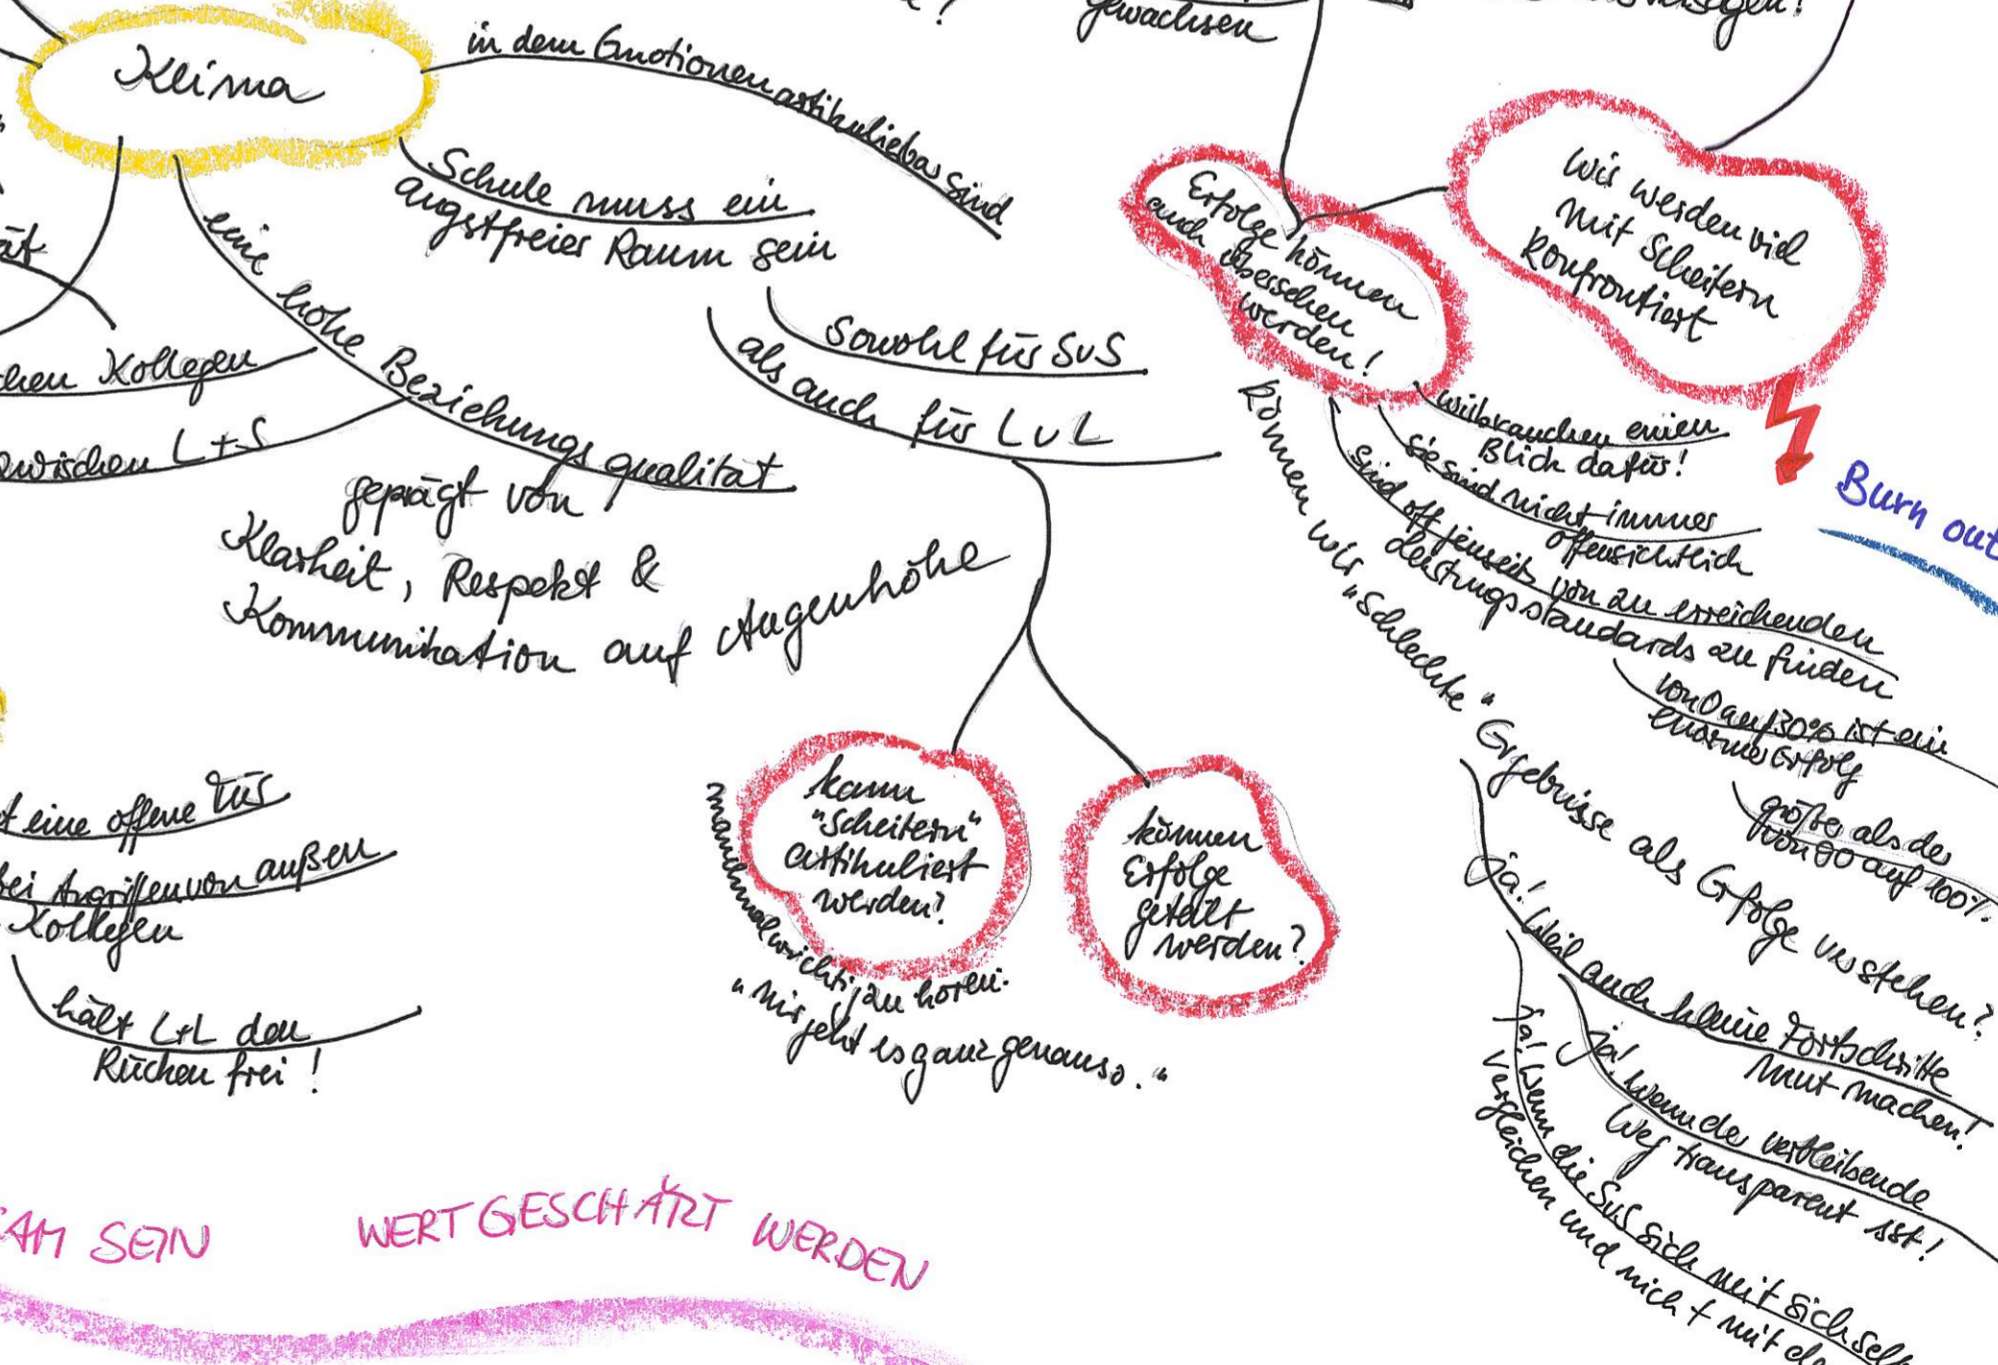 gewachsen
Klima
in dem Emotionen artikulierbar sind
Schule muss ein
angstfreier Raum sein
sowohl für SuS
als auch für LuL
eine hohe Beziehungsqualität
geprägt von
Klarheit, Respekt &
Kommunikation auf Augenhöhe
Kollegen
zwischen L+S
kann
"Scheitern"
artikuliert
werden?
manchmal wichtig zu hören:
"Mir geht es ganz genauso."
können
Erfolge
geteilt
werden?
Erfolge können
auch übersehen
werden!
Wir werden viel
mit Scheitern
konfrontiert
Burn out
wir brauchen einen
Blick dafür!
sie sind nicht immer
offensichtlich
sind oft jenseits von zu erreichenden
Leistungsstandards zu finden
von 0 auf 30% ist ein
enormer Erfolg
größer als der
von 90 auf 100%
können wir "schlechte" Ergebnisse als Erfolge verstehen?
ja! Weil auch kleine Fortschritte
Mut machen!
ja! wenn der verbleibende
Weg transparent ist!
ja! wenn die SuS sich mit sich
vergleichen und nicht mit
eine offene Tür
bei Angriffen von außen
Kollegen
hält L+L den
Rücken frei!
SEIN
WERTGESCHÄTZT WERDEN